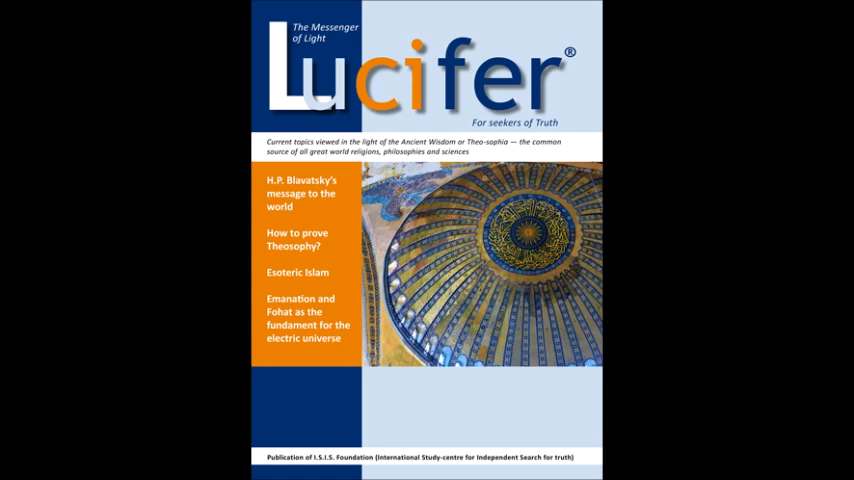 The Messenger
of Light
Lucifer®
For seekers of Truth
Current topics viewed in the light of the Ancient Wisdom or Theo-sophia — the common
source of all great world religions, philosophies and sciences
H.P. Blavatsky's
message to the
world
How to prove
Theosophy?
Esoteric Islam
Emanation and
Fohat as the
fundament for the
electric universe
Publication of I.S.I.S. Foundation (International Study-centre for Independent Search for truth)